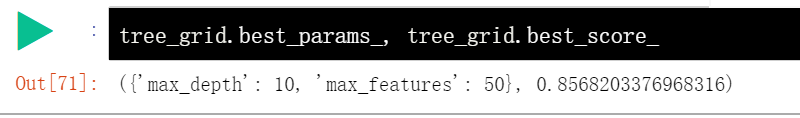 : tree_grid.best_params_, tree_grid.best_score_
Out[71]: ({'max_depth': 10, 'max_features': 50}, 0.8568203376968316)